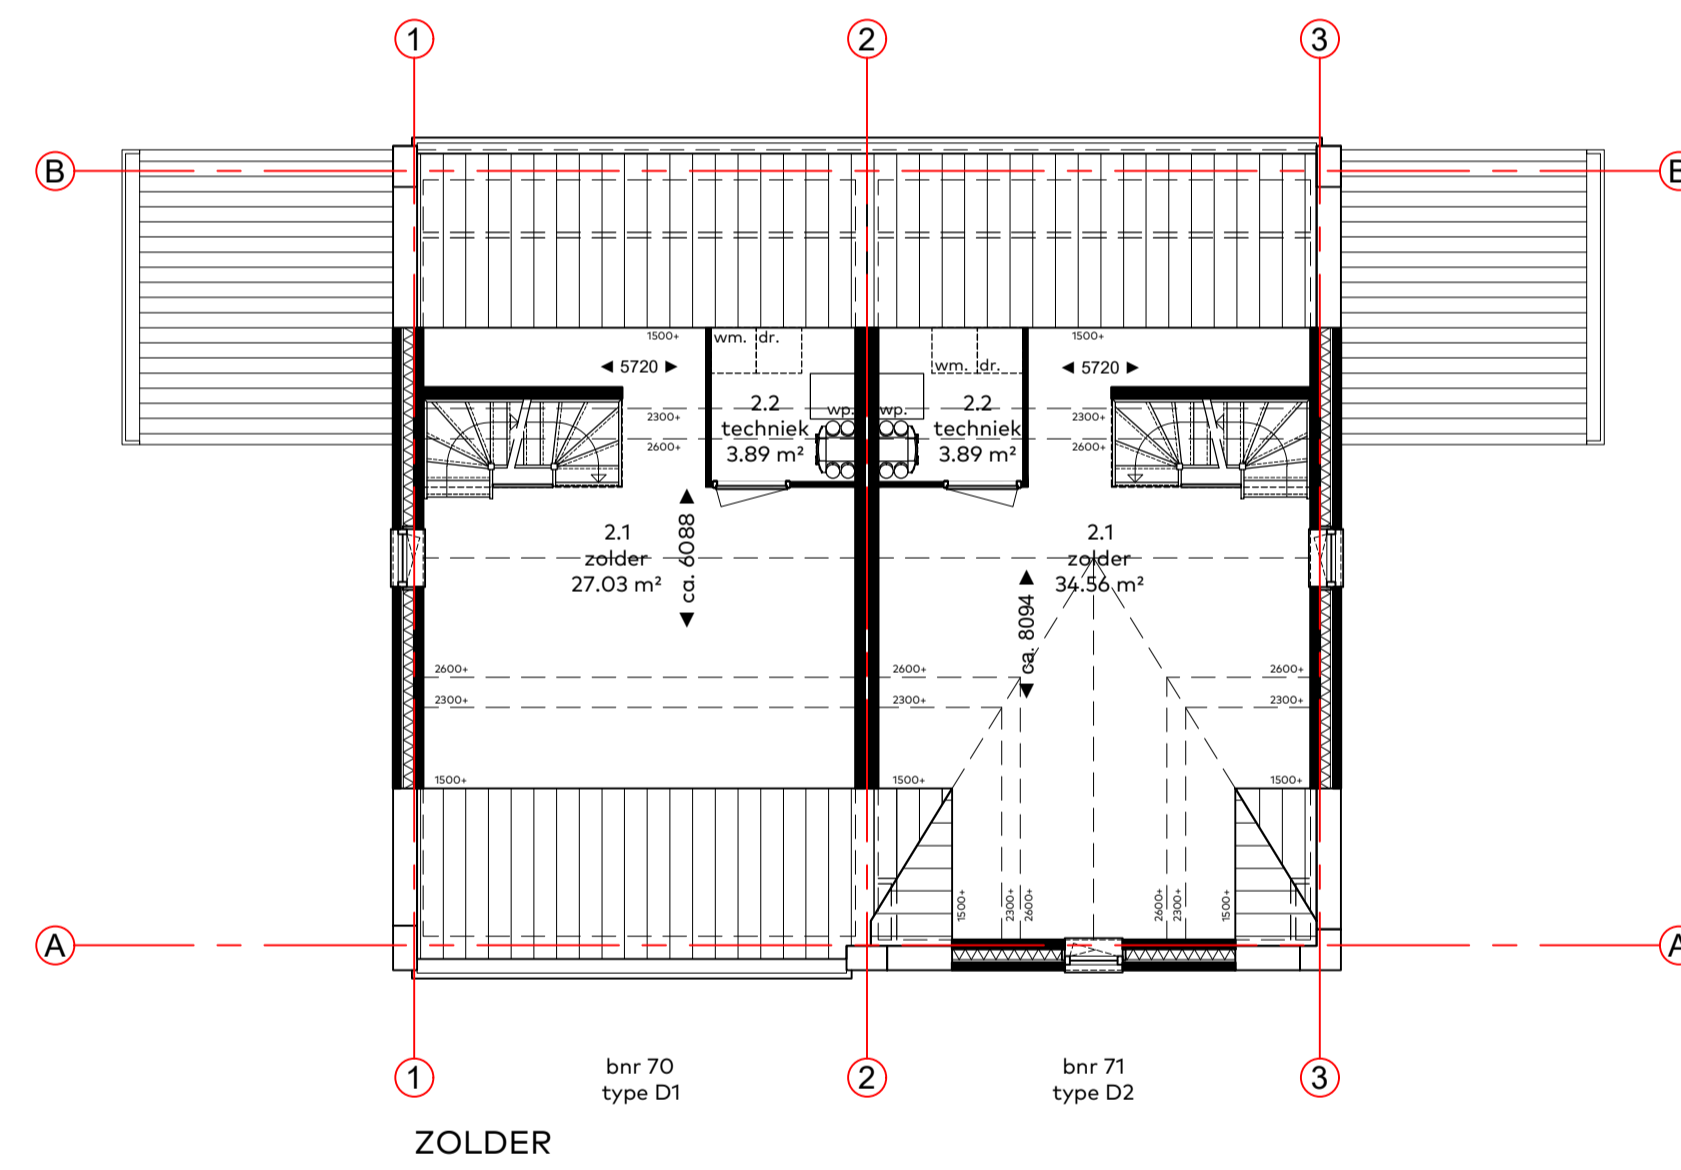 1 2 3
B B
1500+ wm. dr. 1500+
◄ 5720 ► wm. dr. ◄ 5720 ►
2.2 2.2
wp. wp.
2300+ techniek techniek 2300+
2600+ 3.89 m² 3.89 m² 2600+
2.1 2.1
zolder zolder
27.03 m² 34.56 m²
◄ ca. 6088 ►
◄ ca. 8094 ►
2600+ 2600+ 2600+
2300+ 2300+ 2300+
1500+ 1500+ 1500+
1500+ 2300+ 2600+ 2600+ 2300+ 1500+
A A
1 2 3
bnr 70 bnr 71
type D1 type D2
ZOLDER